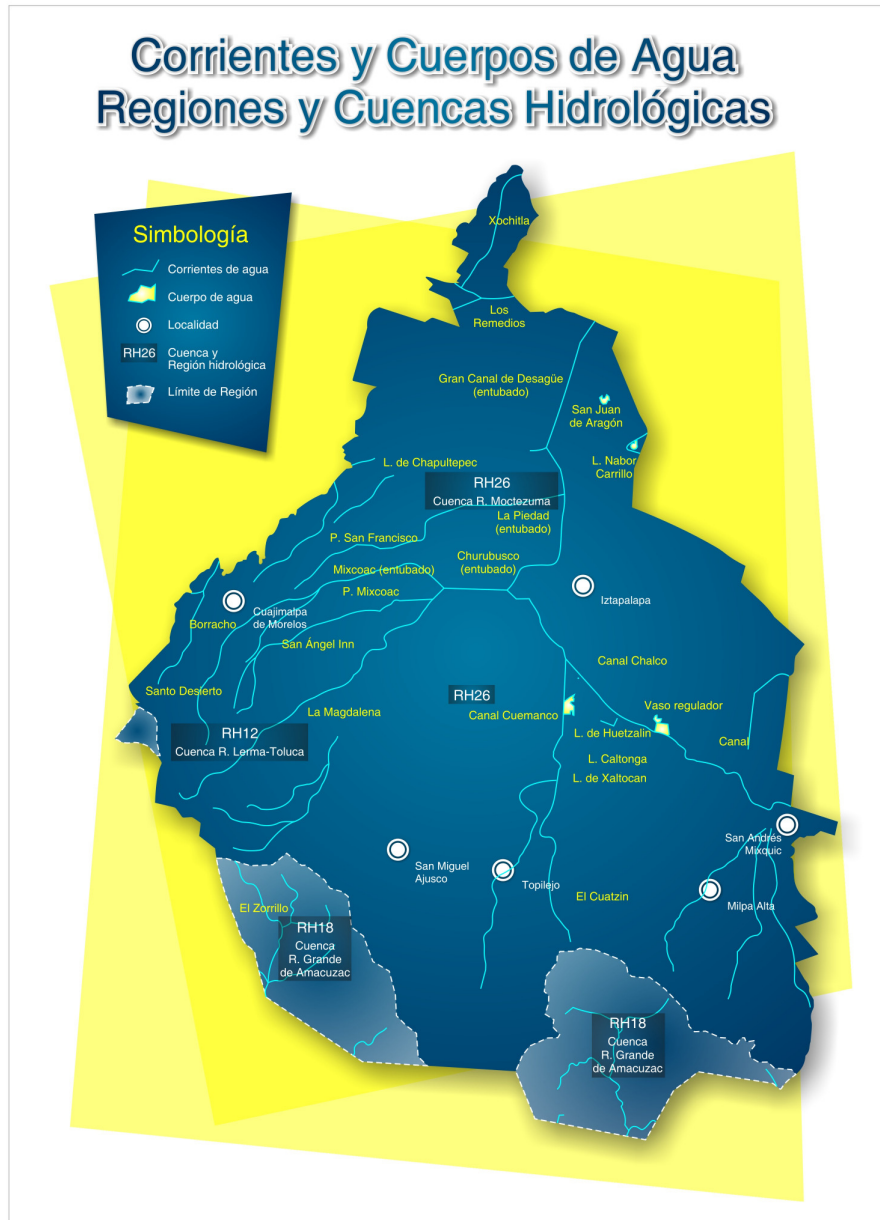 Corrientes y Cuerpos de Agua
Regiones y Cuencas Hidrológicas
Simbología
Corrientes de agua
Cuerpo de agua
Localidad
RH26
Cuenca y
Región hidrológica
Límite de Región
Xochitla
Los
Remedios
Gran Canal de Desagüe
(entubado)
San Juan
de Aragón
L. Nabor
Carrillo
L. de Chapultepec
RH26
Cuenca R. Moctezuma
La Piedad
(entubado)
P. San Francisco
Churubusco
(entubado)
Mixcoac (entubado)
P. Mixcoac
Iztapalapa
Cuajimalpa
de Morelos
Borracho
San Ángel Inn
Canal Chalco
Santo Desierto
RH26
La Magdalena
Canal Cuemanco
Vaso regulador
L. de Huetzalin
Canal
RH12
Cuenca R. Lerma-Toluca
L. Caltonga
L. de Xaltocan
San Andrés
Mixquic
San Miguel
Ajusco
Topilejo
El Cuatzin
Milpa Alta
El Zorrillo
RH18
Cuenca
R. Grande
de Amacuzac
RH18
Cuenca
R. Grande
de Amacuzac